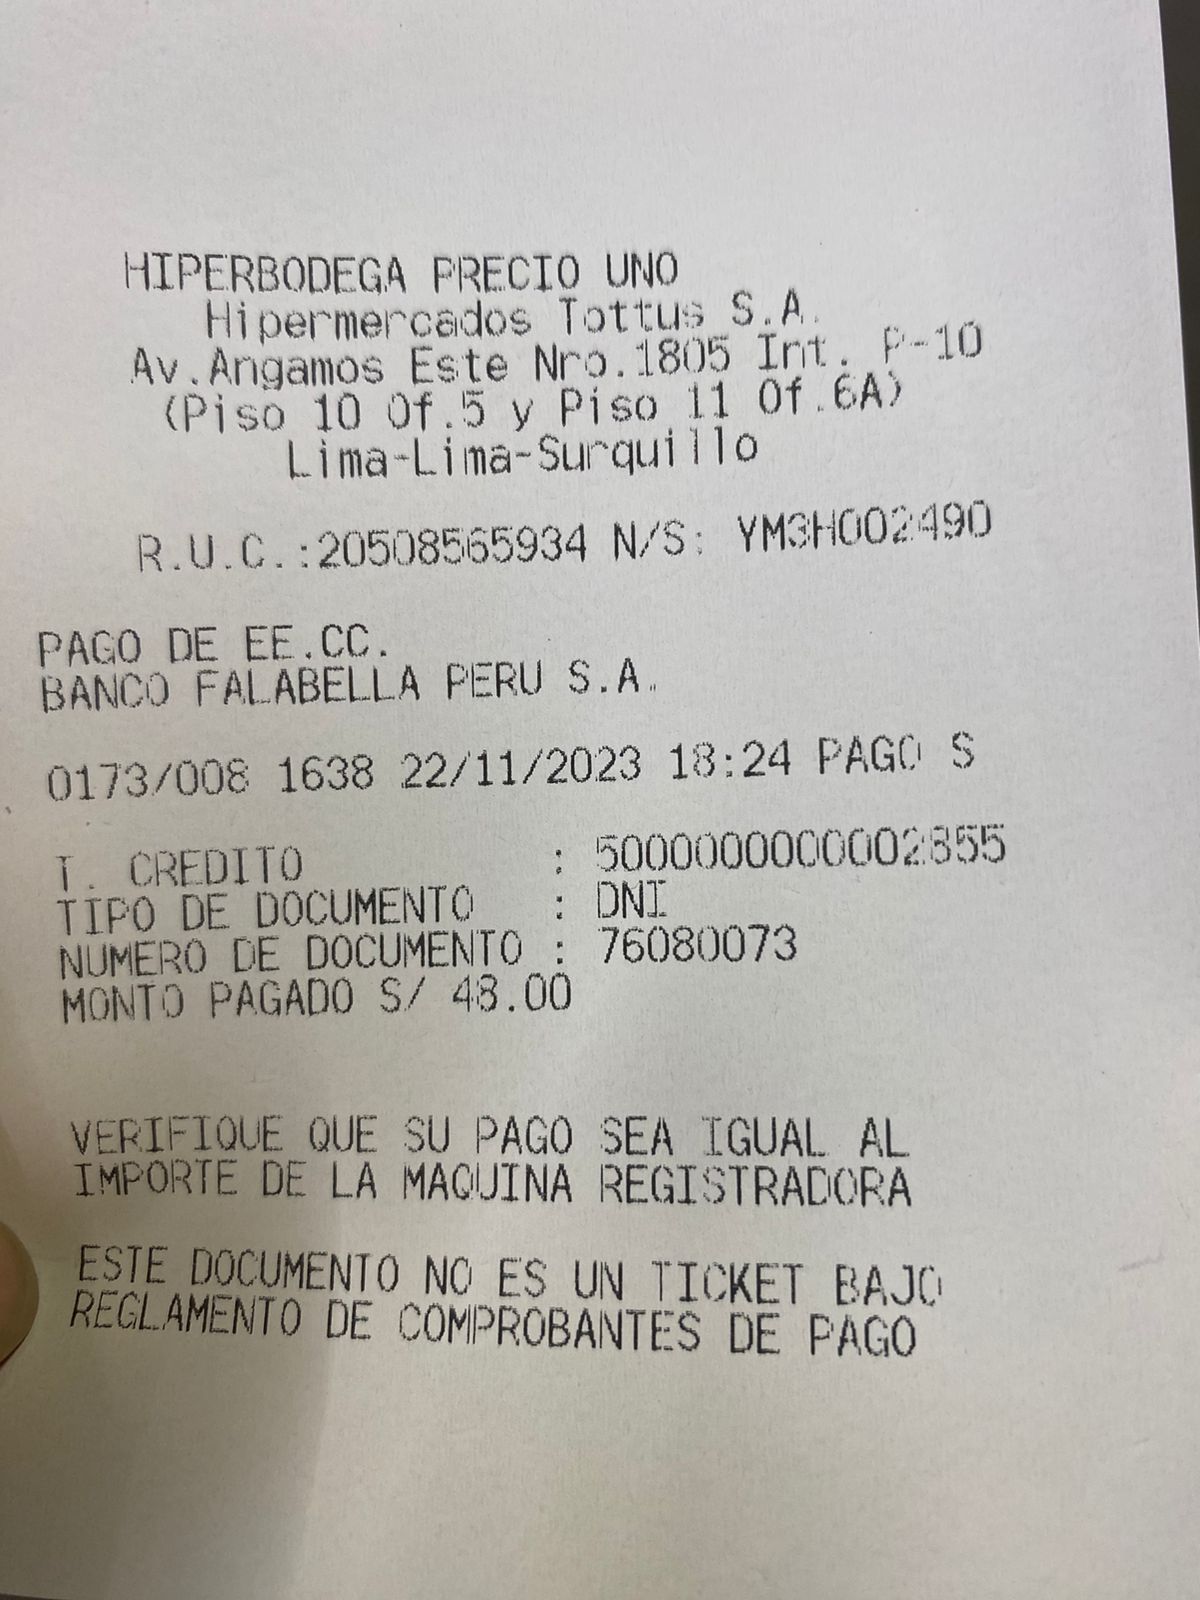 HIPERBODEGA PRECIO UNO
Hipermercados Tottus S.A.
Av.Angamos Este Nro.1805 Int. P-10
(Piso 10 Of.5 y Piso 11 Of.6A)
Lima-Lima-Surquillo
R.U.C.:20508565934 N/S: YM3H002490
PAGO DE EE.CC.
BANCO FALABELLA PERU S.A.
0173/008 1638 22/11/2023 18:24 PAGO S
T. CREDITO : 5000000000002855
TIPO DE DOCUMENTO : DNI
NUMERO DE DOCUMENTO : 76080073
MONTO PAGADO S/ 48.00
VERIFIQUE QUE SU PAGO SEA IGUAL AL
IMPORTE DE LA MAQUINA REGISTRADORA
ESTE DOCUMENTO NO ES UN TICKET BAJO
REGLAMENTO DE COMPROBANTES DE PAGO